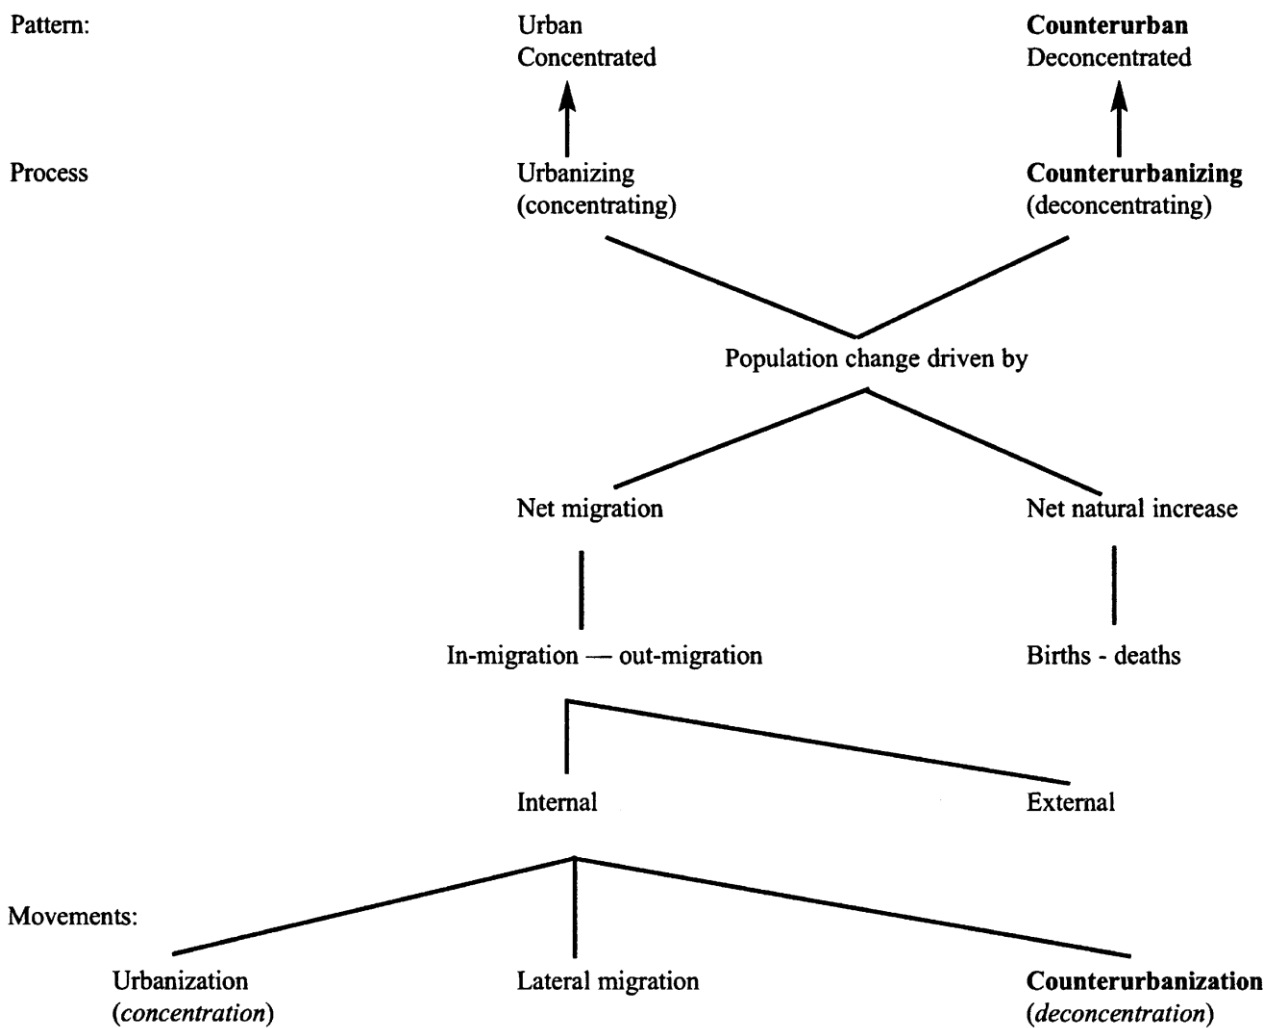 Pattern: Urban Counterurban
Concentrated Deconcentrated
Process Urbanizing Counterurbanizing
(concentrating) (deconcentrating)
Population change driven by
Net migration Net natural increase
In-migration — out-migration Births - deaths
Internal External
Movements:
Urbanization Lateral migration Counterurbanization
(concentration) (deconcentration)